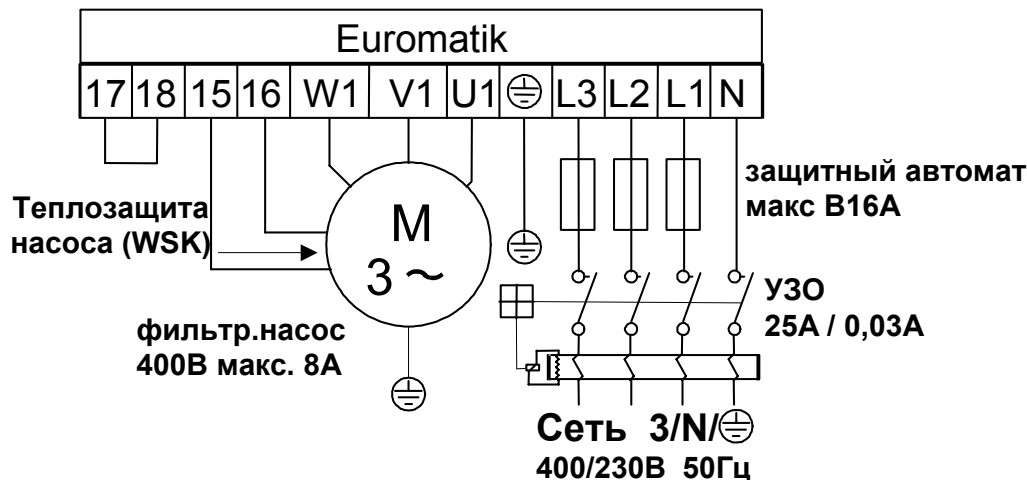 Euromatik
17 18 15 16 W1 V1 U1 L3 L2 L1 N
защитный автомат
макс B16A
Теплозащита
насоса (WSK)
M
3 ~
УЗО
25A / 0,03A
фильтр.насос
400В макс. 8А
Сеть 3/N/
400/230В 50Гц